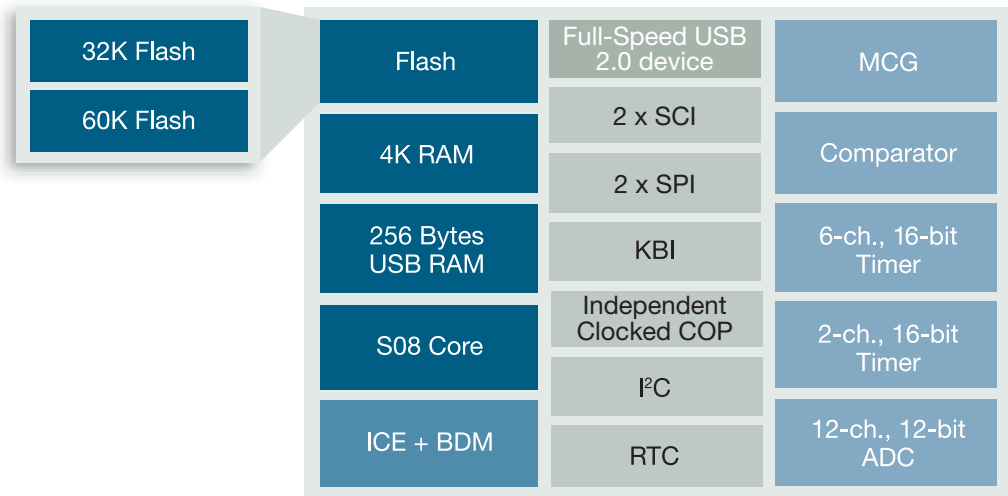 32K Flash
60K Flash
Flash
4K RAM
256 Bytes
USB RAM
S08 Core
ICE + BDM
Full-Speed USB
2.0 device
2 x SCI
2 x SPI
KBI
Independent
Clocked COP
I²C
RTC
MCG
Comparator
6-ch., 16-bit
Timer
2-ch., 16-bit
Timer
12-ch., 12-bit
ADC